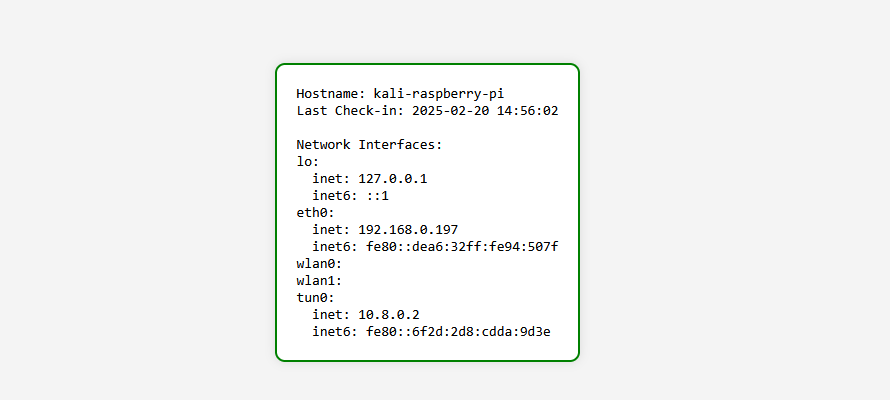 Hostname: kali-raspberry-pi
Last Check-in: 2025-02-20 14:56:02

Network Interfaces:
lo:
  inet: 127.0.0.1
  inet6: ::1
eth0:
  inet: 192.168.0.197
  inet6: fe80::dea6:32ff:fe94:507f
wlan0:
wlan1:
tun0:
  inet: 10.8.0.2
  inet6: fe80::6f2d:2d8:cdda:9d3e